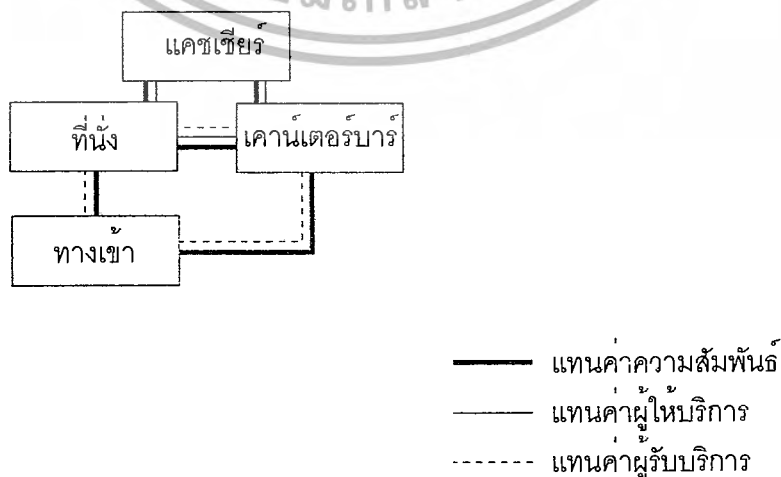 แคชเชียร์
ที่นั่ง
เคาน์เตอร์บาร์
ทางเข้า
แทนค่าความสัมพันธ์
แทนค่าผู้ให้บริการ
แทนค่าผู้รับบริการ